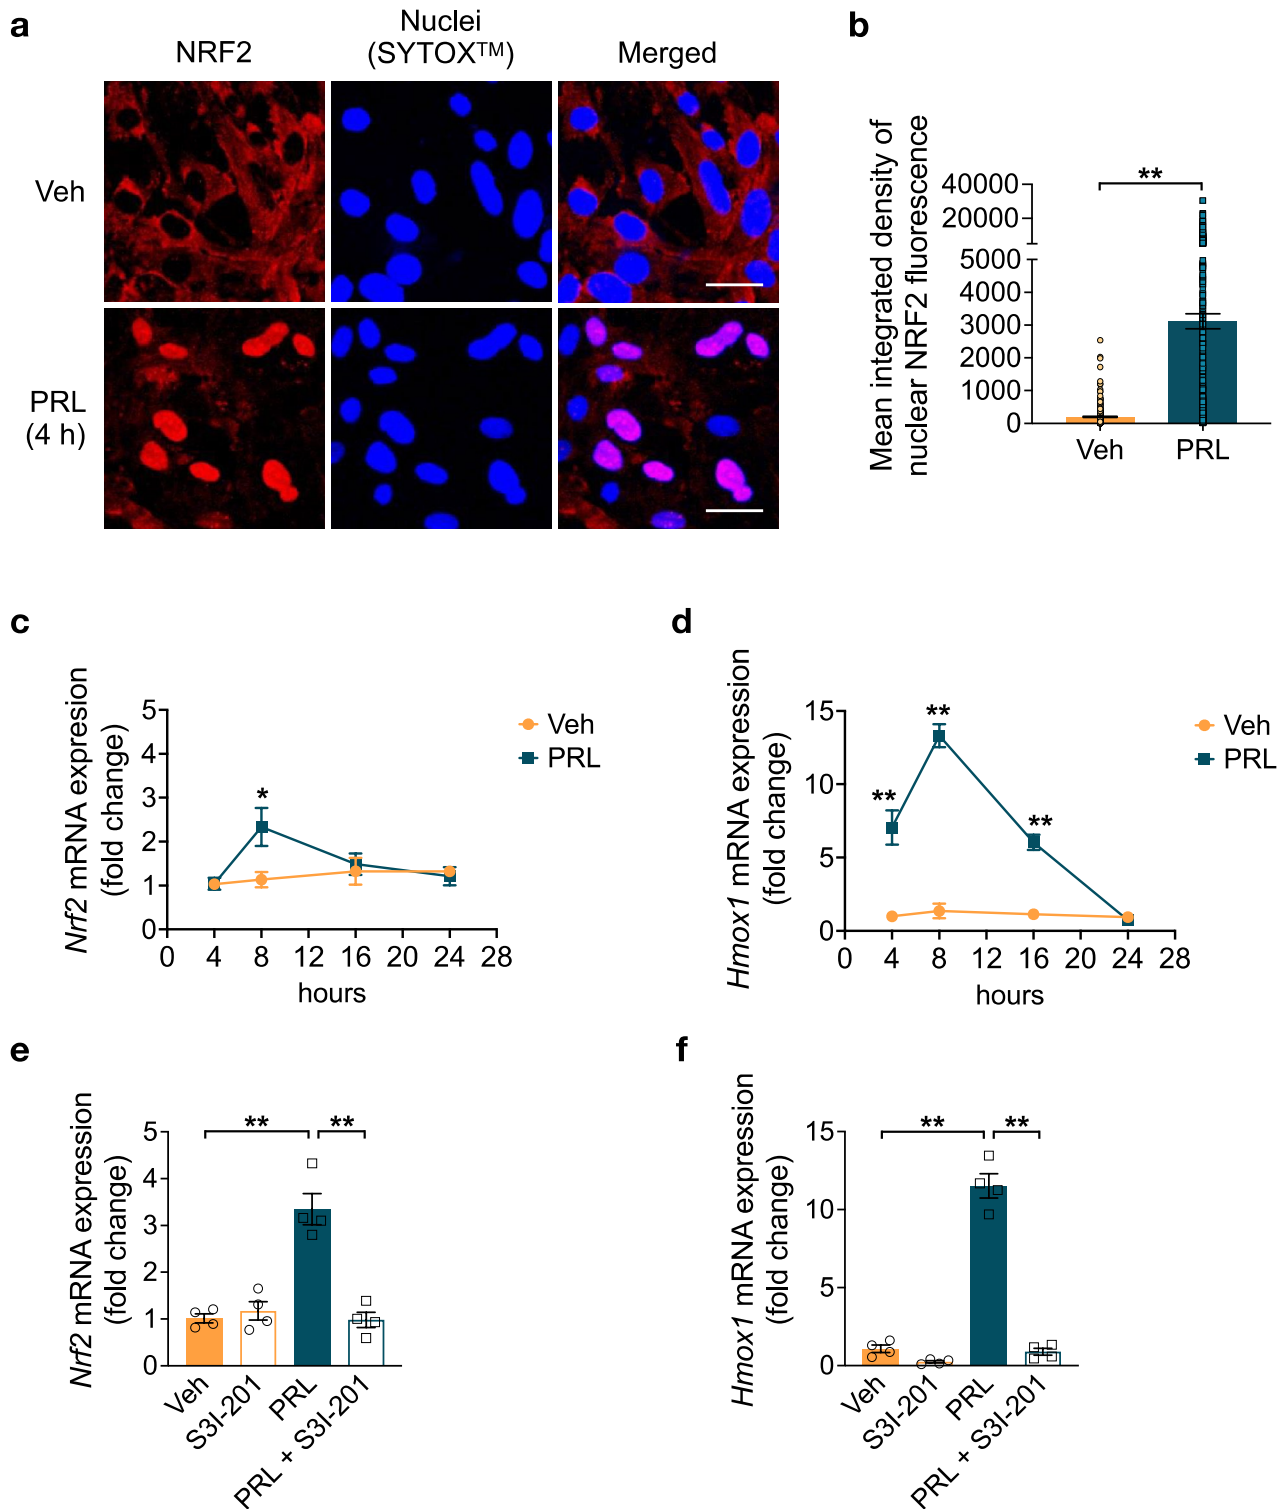 a
NRF2
Nuclei
(SYTOX™)
Merged
Veh
PRL
(4 h)
b
Mean integrated density of
nuclear NRF2 fluorescence
40000
20000
5000
4000
3000
2000
1000
0
**
Veh
PRL
c
Nrf2 mRNA expresion
(fold change)
5
4
3
2
1
0
*
0 4 8 12 16 20 24 28
hours
Veh
PRL
d
Hmox1 mRNA expression
(fold change)
15
10
5
0
**
**
**
0 4 8 12 16 20 24 28
hours
Veh
PRL
e
Nrf2 mRNA expression
(fold change)
5
4
3
2
1
0
** **
Veh
S3I-201
PRL
PRL + S3I-201
f
Hmox1 mRNA expression
(fold change)
15
10
5
0
** **
Veh
S3I-201
PRL
PRL + S3I-201